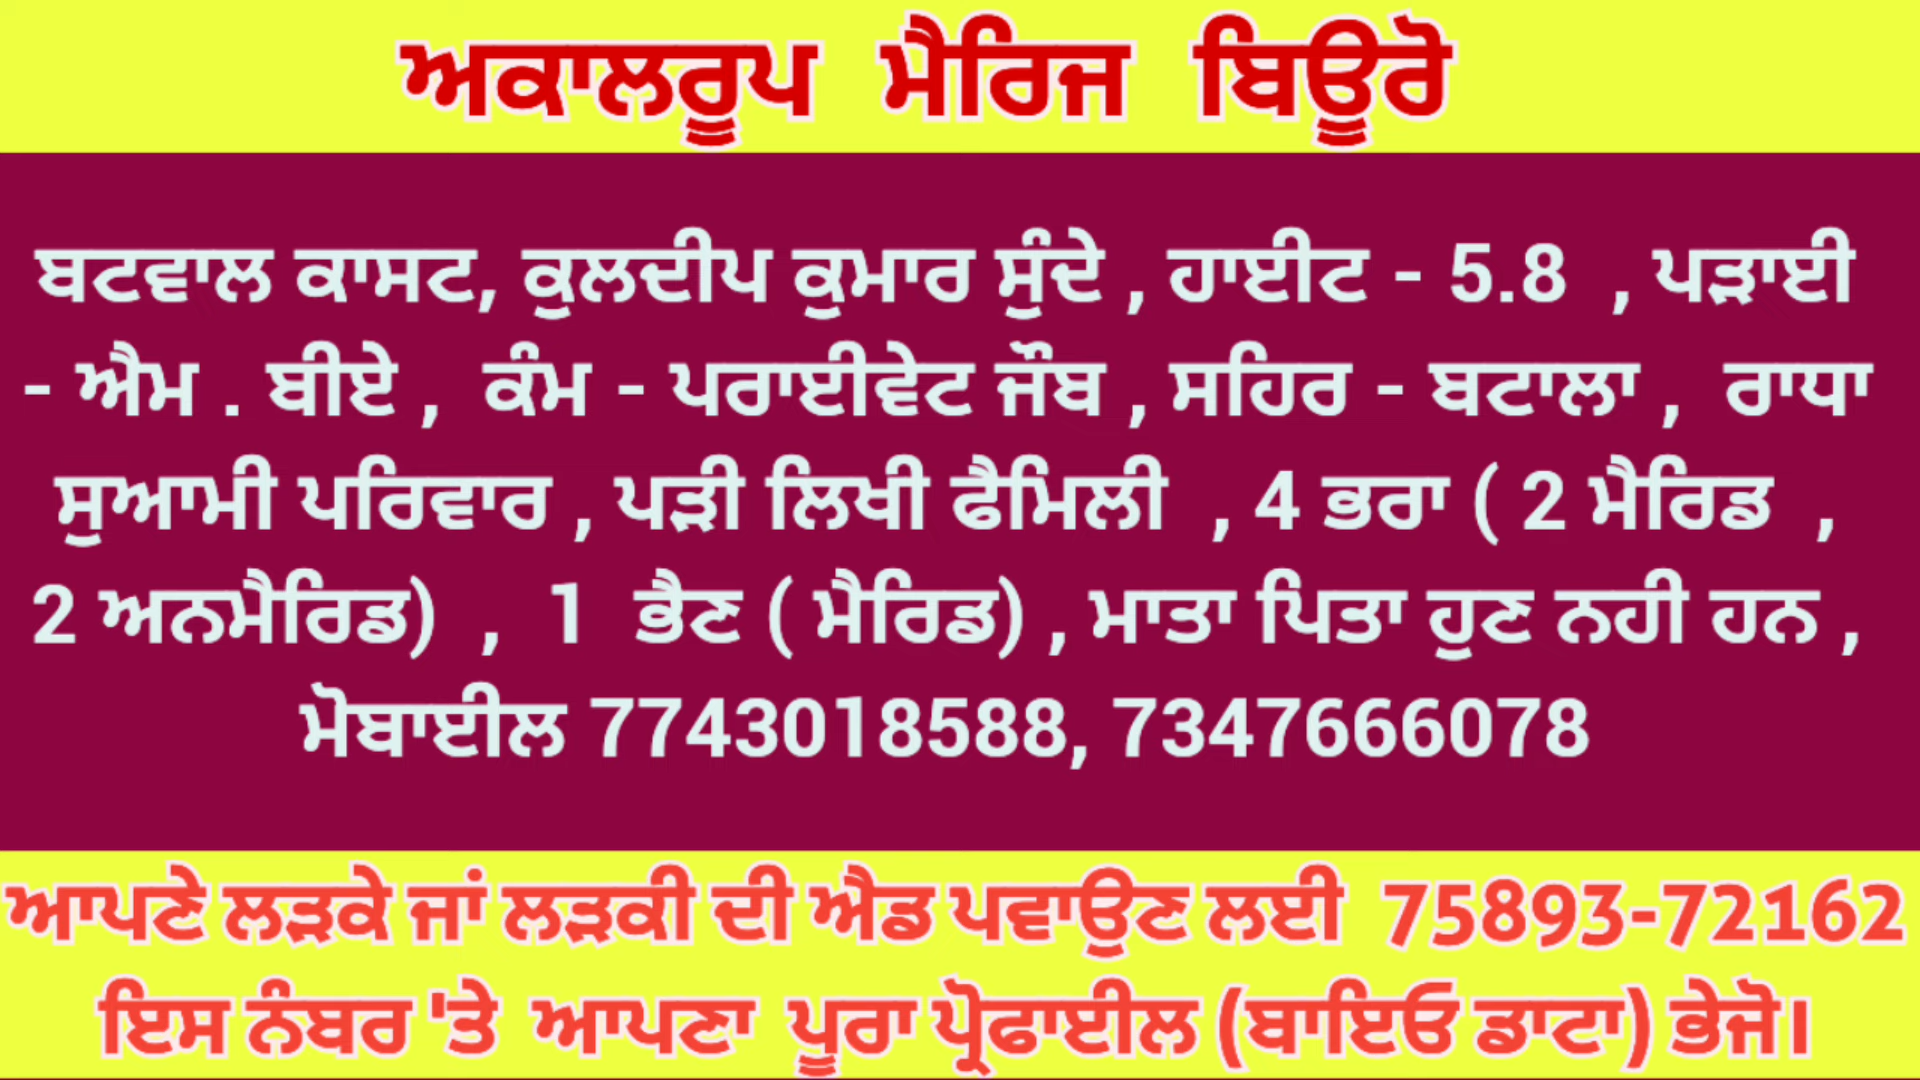 ਅਕਾਲਰੂਪ ਮੈਰਿਜ ਬਿਊਰੋ
ਬਟਵਾਲ ਕਾਸਟ, ਕੁਲਦੀਪ ਕੁਮਾਰ ਸੁੰਦੇ , ਹਾਈਟ - 5.8 , ਪੜਾਈ
- ਐਮ . ਬੀਏ , ਕੰਮ - ਪਰਾਈਵੇਟ ਜੌਬ , ਸਹਿਰ - ਬਟਾਲਾ , ਰਾਧਾ
ਸੁਆਮੀ ਪਰਿਵਾਰ , ਪੜੀ ਲਿਖੀ ਫੈਮਿਲੀ , 4 ਭਰਾ ( 2 ਮੈਰਿਡ ,
2 ਅਨਮੈਰਿਡ) , 1 ਭੈਣ ( ਮੈਰਿਡ) , ਮਾਤਾ ਪਿਤਾ ਹੁਣ ਨਹੀ ਹਨ ,
ਮੋਬਾਈਲ 7743018588, 7347666078
ਆਪਣੇ ਲੜਕੇ ਜਾਂ ਲੜਕੀ ਦੀ ਐਡ ਪਵਾਉਣ ਲਈ 75893-72162
ਇਸ ਨੰਬਰ 'ਤੇ ਆਪਣਾ ਪੂਰਾ ਪ੍ਰੋਫਾਈਲ (ਬਾਇਓ ਡਾਟਾ) ਭੇਜੋ।